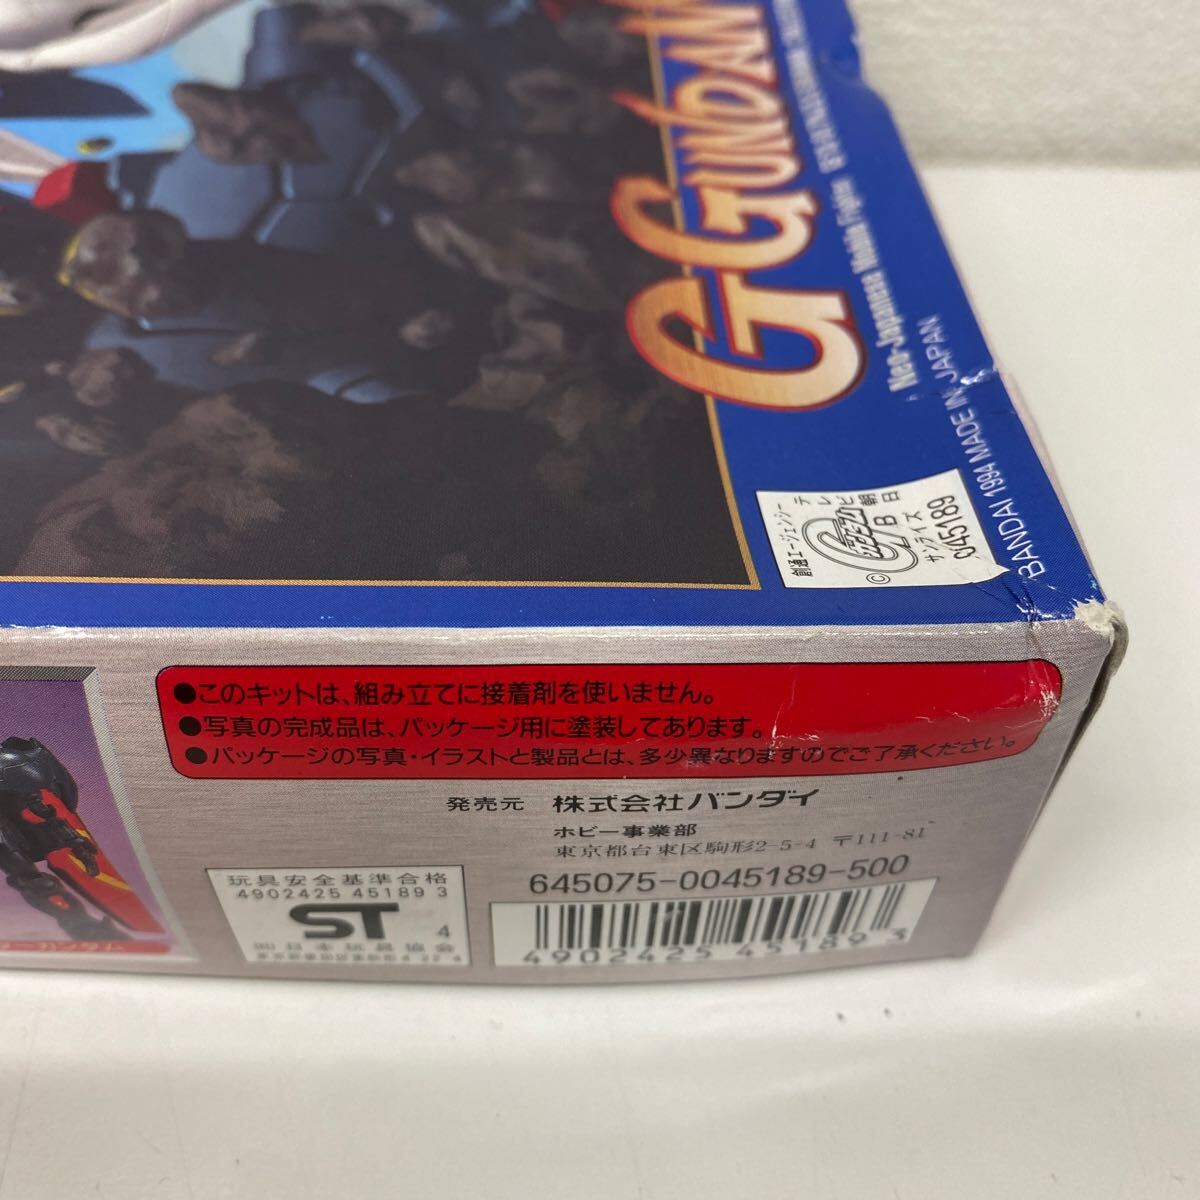 G GUNDAM
Neo-Japanese Mobile Fighter
BANDAI 1994 MADE IN JAPAN
創通エージェンシー
テレビ朝日
サンライズ
045189
●このキットは、組み立てに接着剤を使いません。
●写真の完成品は、パッケージ用に塗装してあります。
●パッケージの写真・イラストと製品とは、多少異なりますのでご了承ください。
発売元 株式会社バンダイ
ホビー事業部
東京都台東区駒形2-5-4 〒111-81
645075-0045189-500
玩具安全基準合格
4902425 45189 3
ST 4
日本玩具協会
4902425 451893